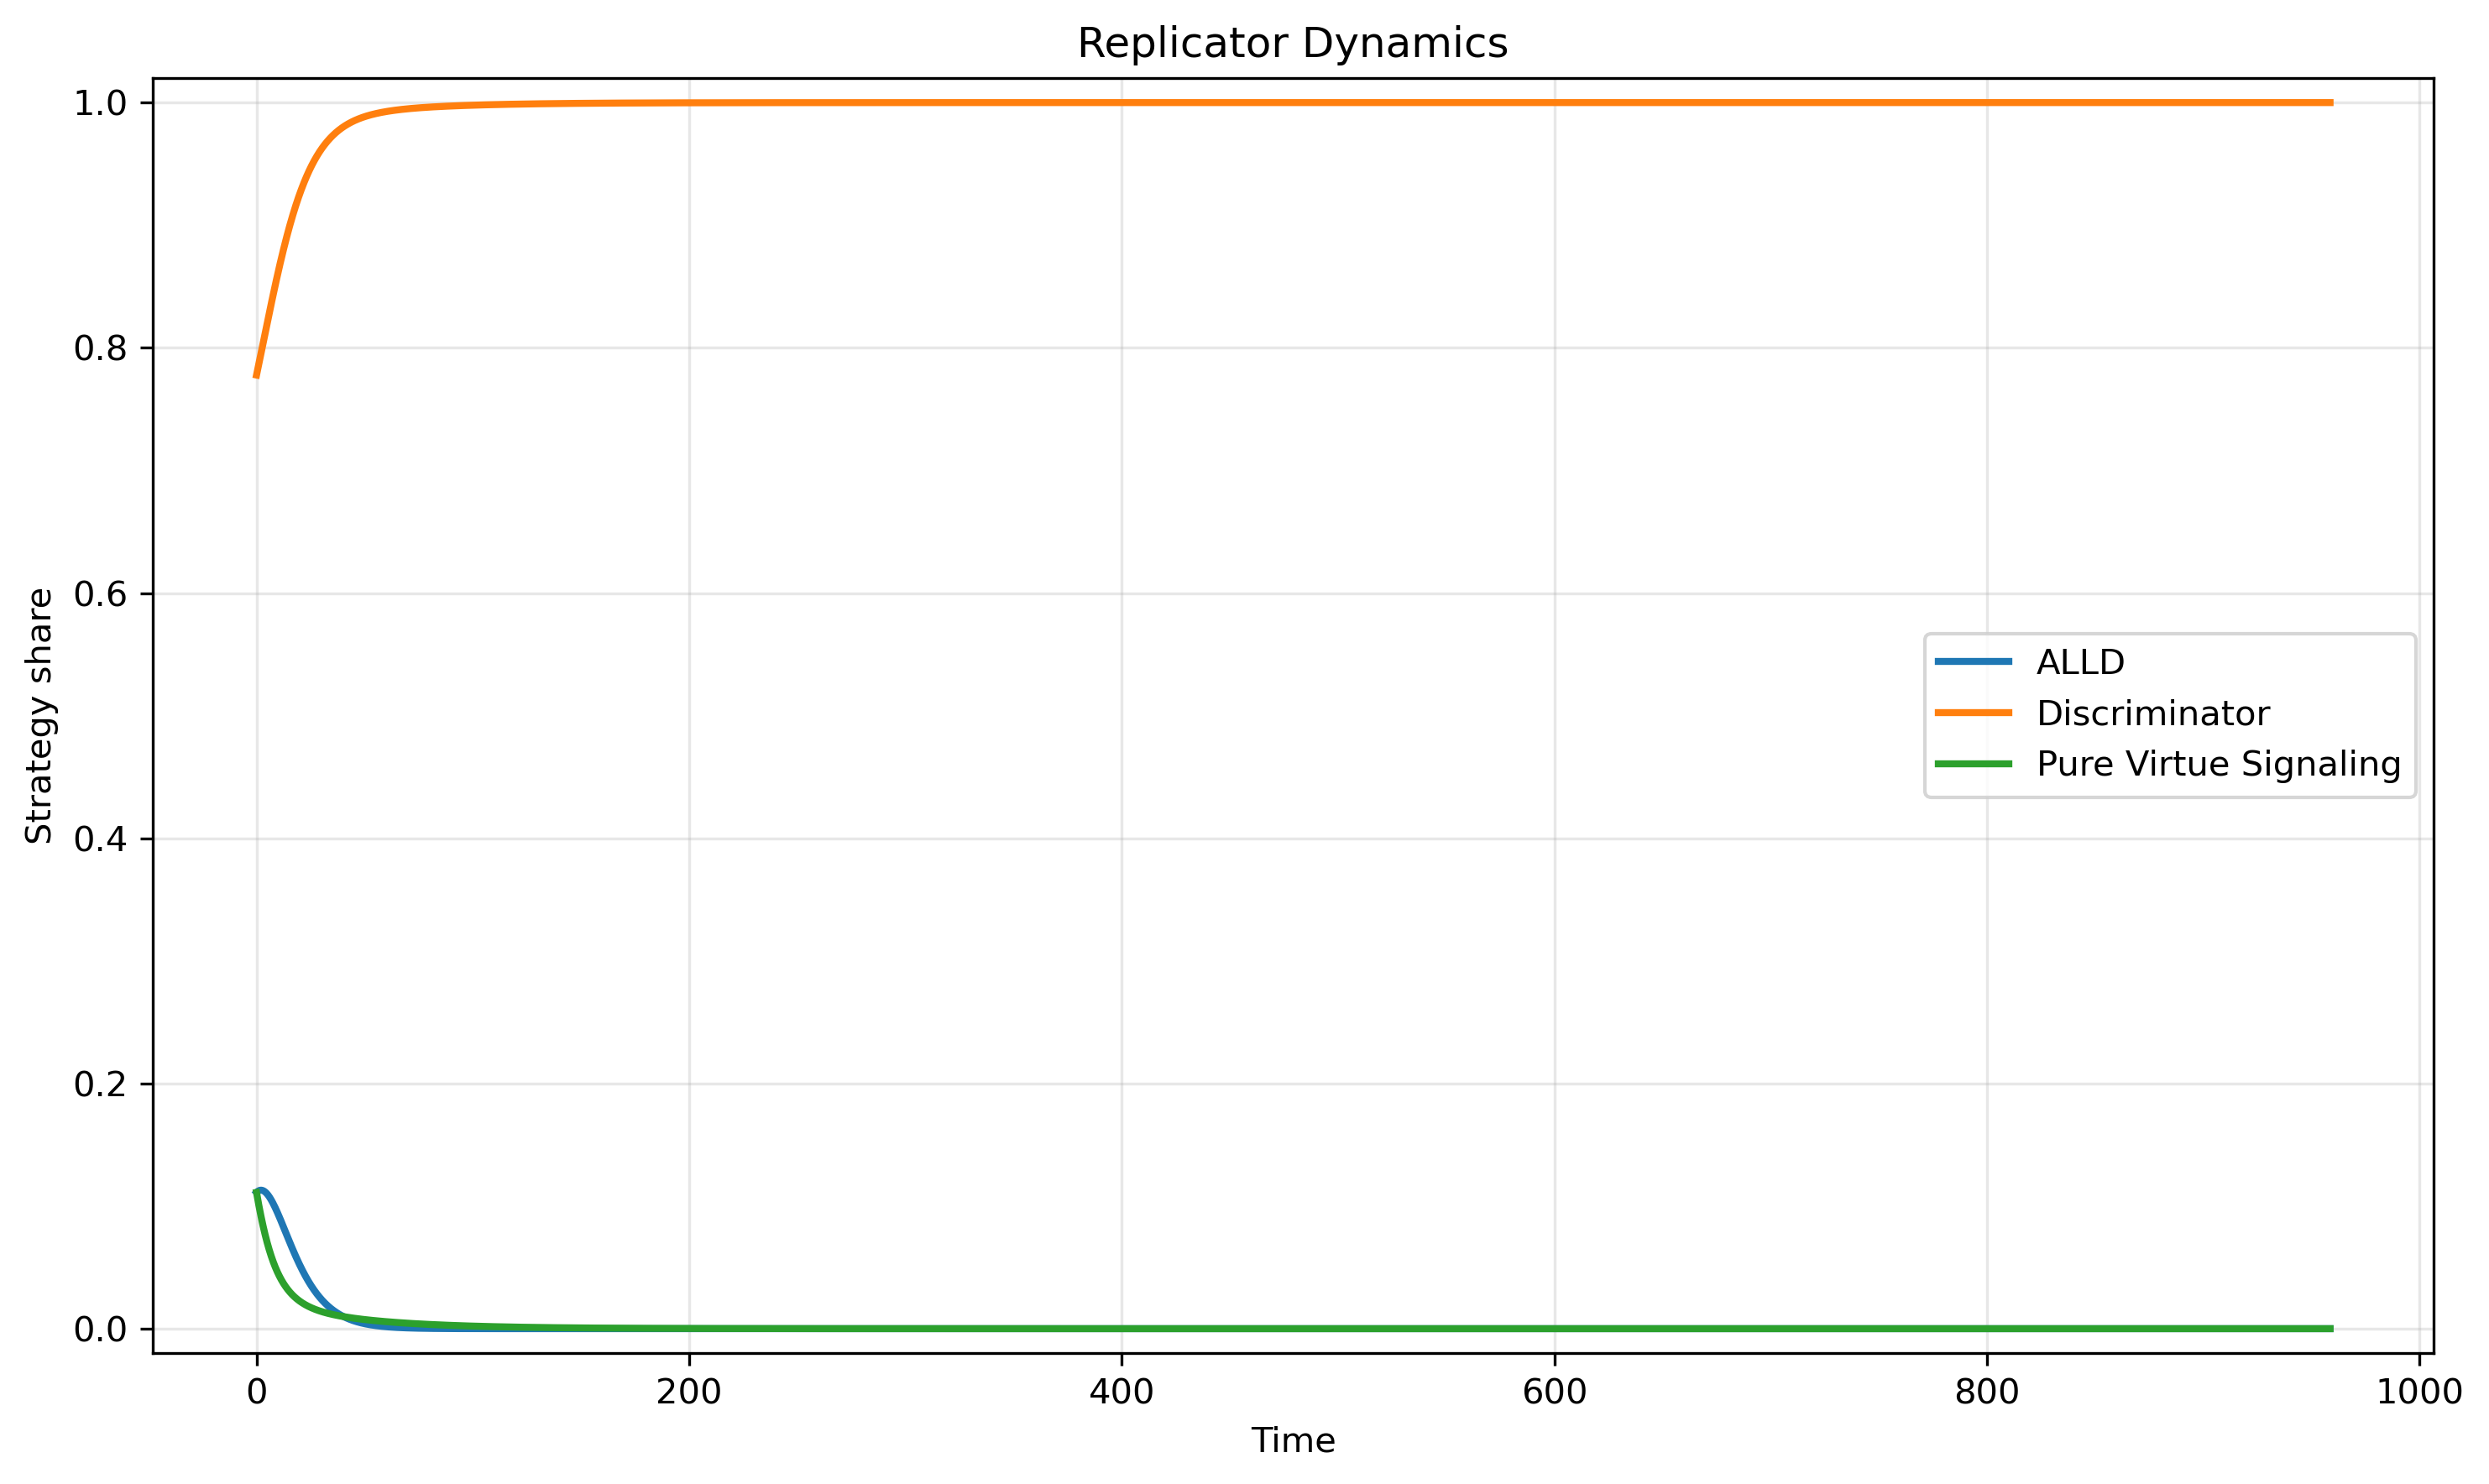 Replicator Dynamics
1.0
0.8
0.6
0.4
0.2
0.0
Strategy share
ALLD
Discriminator
Pure Virtue Signaling
0
200
400
600
800
1000
Time